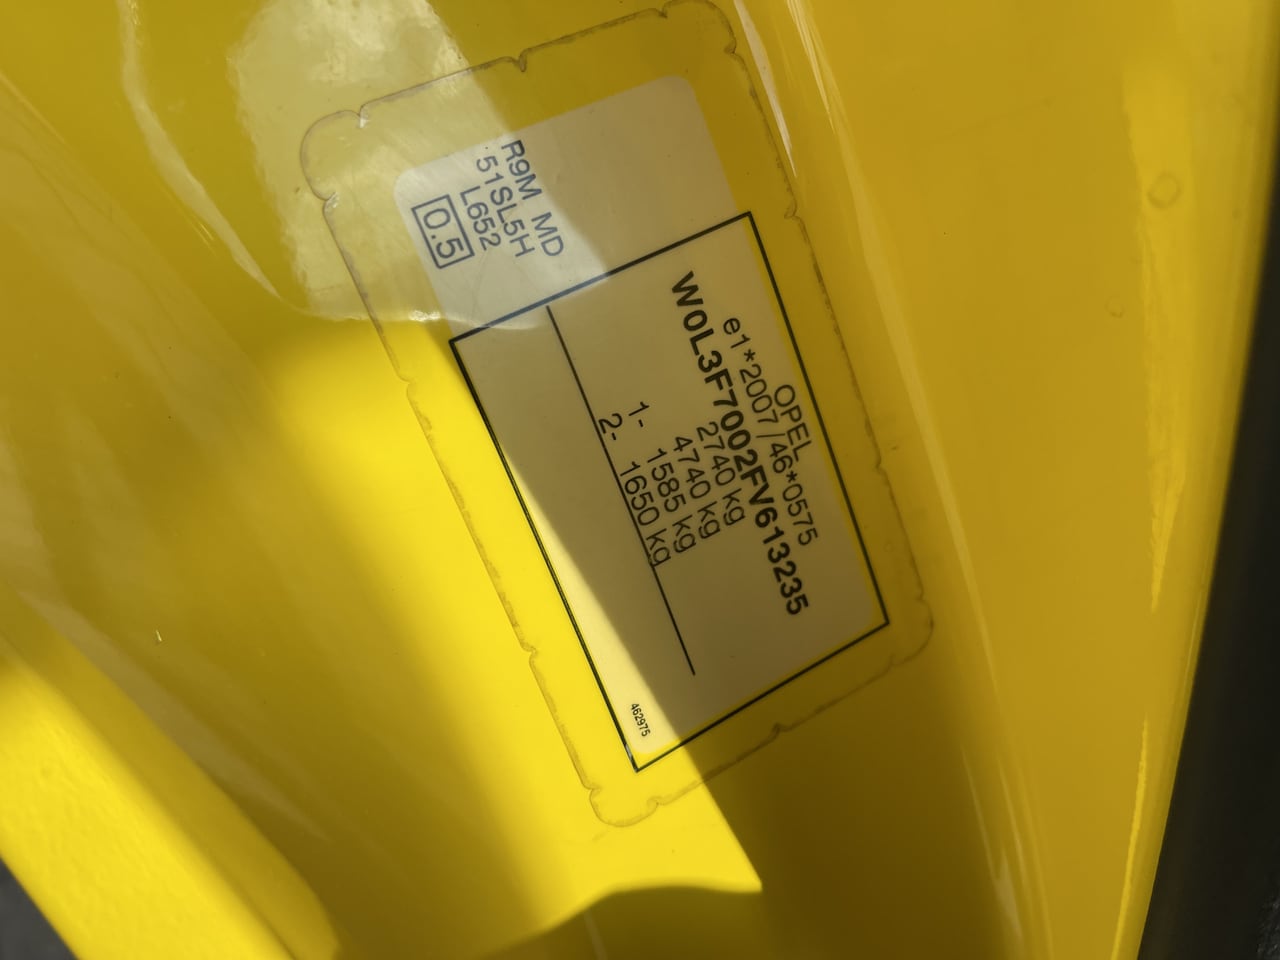 OPEL
e1*2007/46*0575
W0L3F7002FV613235
2740 kg
4740 kg
1- 1585 kg
2- 1650 kg
R9M MD
51SL5H
L652
0.5
462975